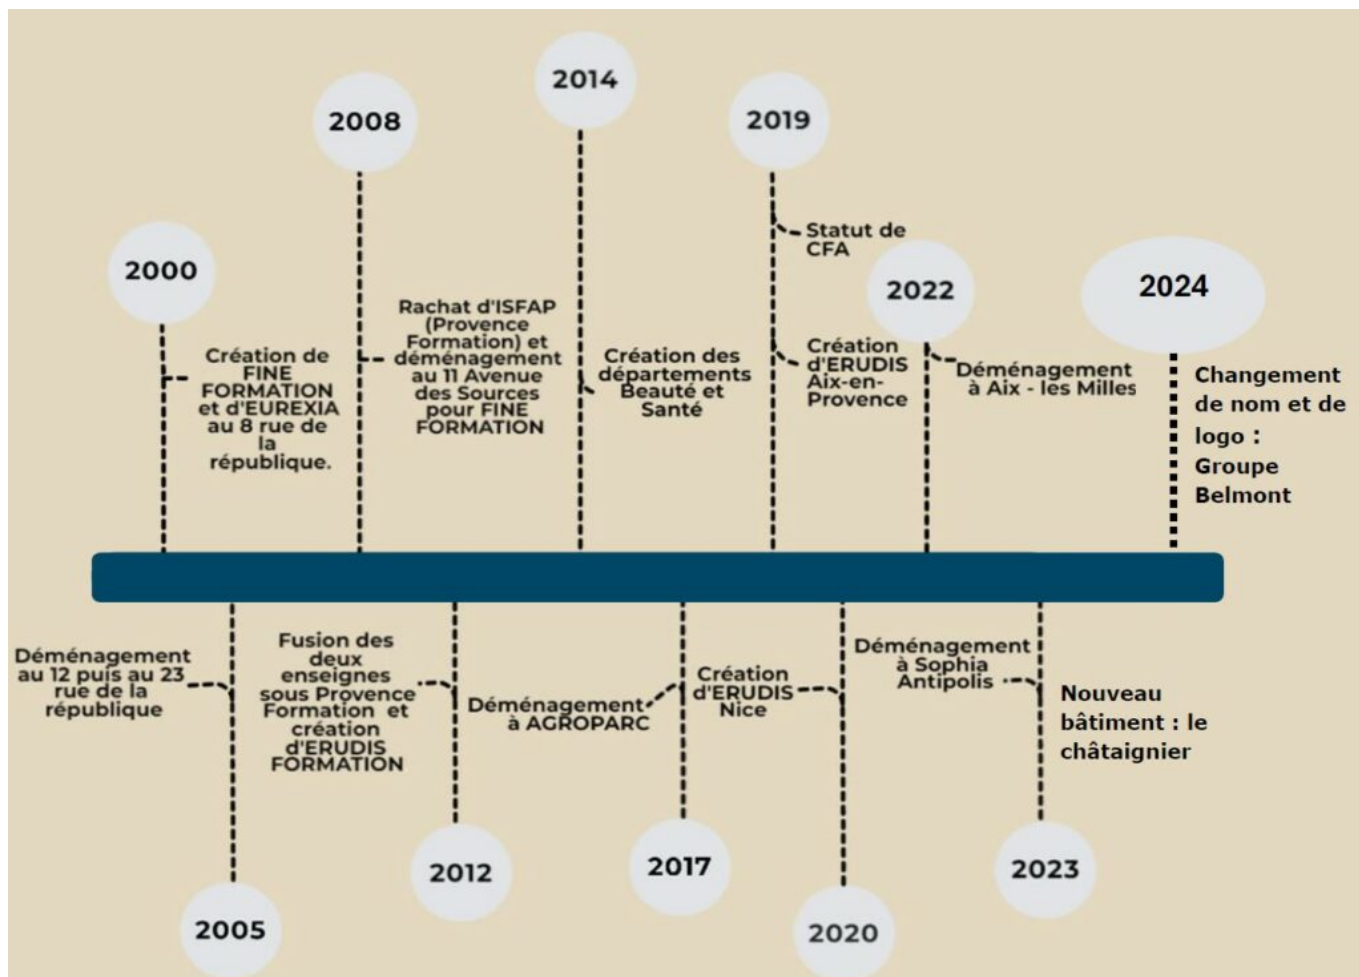 2000
Création de
FINE
FORMATION
et d'EUREXIA
au 8 rue de
la
république.
2008
Rachat d'ISFAP
(Provence
Formation) et
déménagement
au 11 Avenue
des Sources
pour FINE
FORMATION
2014
Création des
départements
Beauté et
Santé
2019
Statut de
CFA
Création
d'ERUDIS
Aix-en-
Provence
2022
Déménagement
à Aix - les Milles
2024
Changement
de nom et de
logo :
Groupe
Belmont
Déménagement
au 12 puis au 23
rue de la
république
2005
Fusion des
deux
enseignes
sous Provence
Formation et
création
d'ERUDIS
FORMATION
2012
Déménagement
à AGROPARC
2017
Création
d'ERUDIS
Nice
2020
Déménagement
à Sophia
Antipolis
Nouveau
bâtiment : le
châtaignier
2023